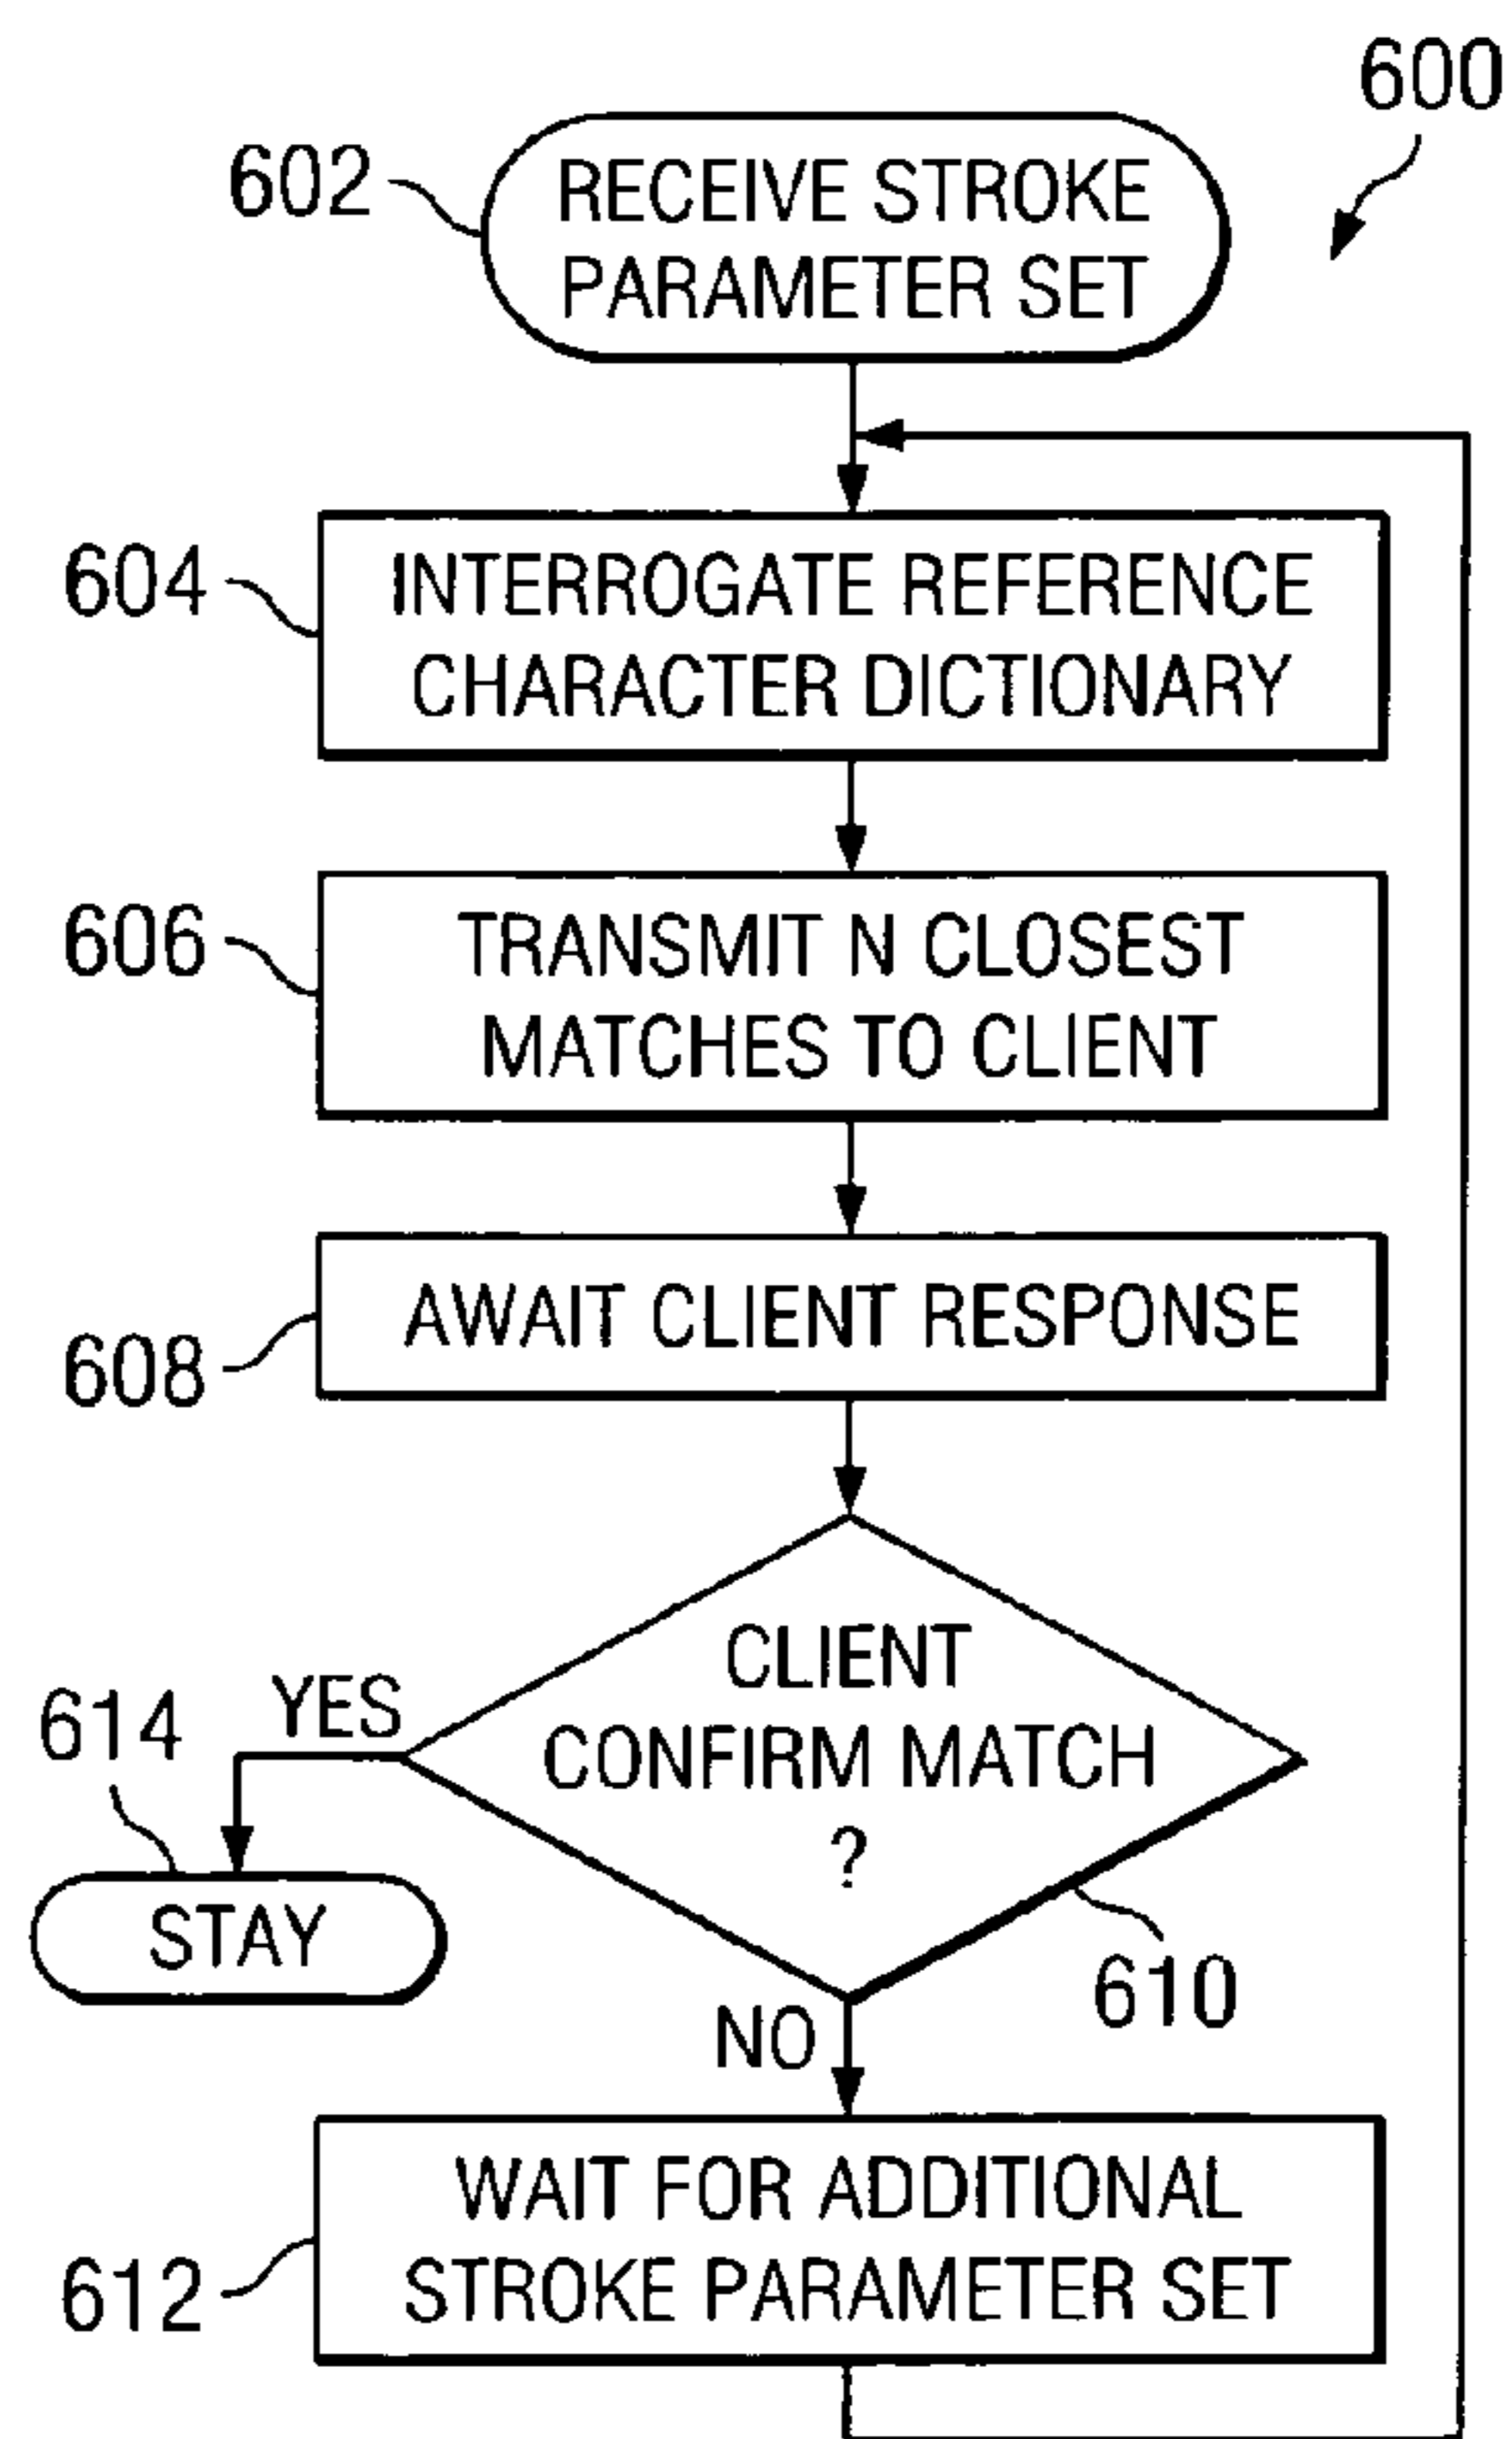 600
602
RECEIVE STROKE
PARAMETER SET
604
INTERROGATE REFERENCE
CHARACTER DICTIONARY
606
TRANSMIT N CLOSEST
MATCHES TO CLIENT
608
AWAIT CLIENT RESPONSE
CLIENT
CONFIRM MATCH
?
610
YES
614
STAY
NO
612
WAIT FOR ADDITIONAL
STROKE PARAMETER SET